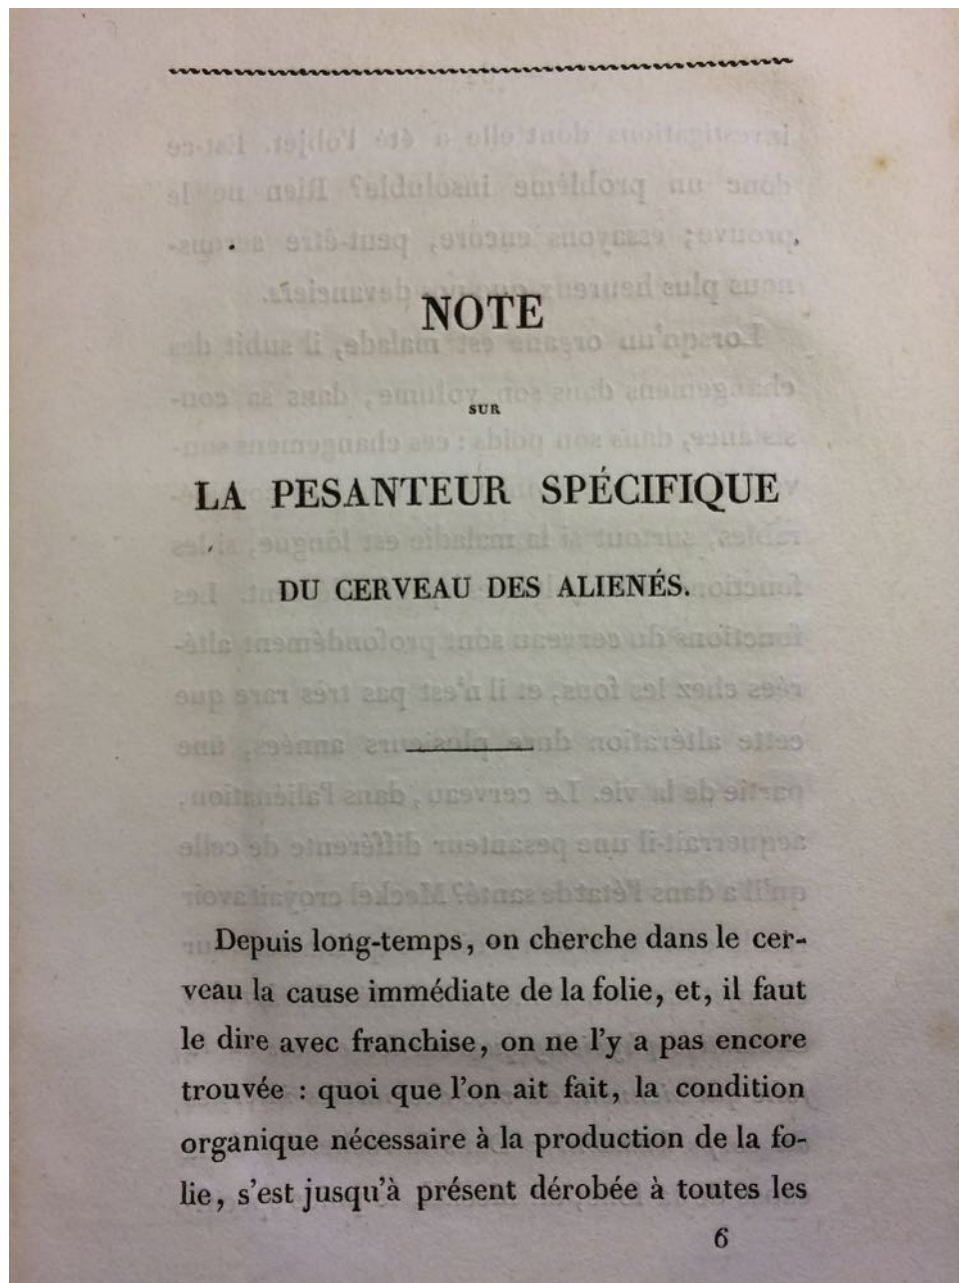 NOTE
SUR
LA PESANTEUR SPÉCIFIQUE
DU CERVEAU DES ALIENÉS.
Depuis long-temps, on cherche dans le cer-
veau la cause immédiate de la folie, et, il faut
le dire avec franchise, on ne l'y a pas encore
trouvée : quoi que l'on ait fait, la condition
organique nécessaire à la production de la fo-
lie, s'est jusqu'à présent dérobée à toutes les
6